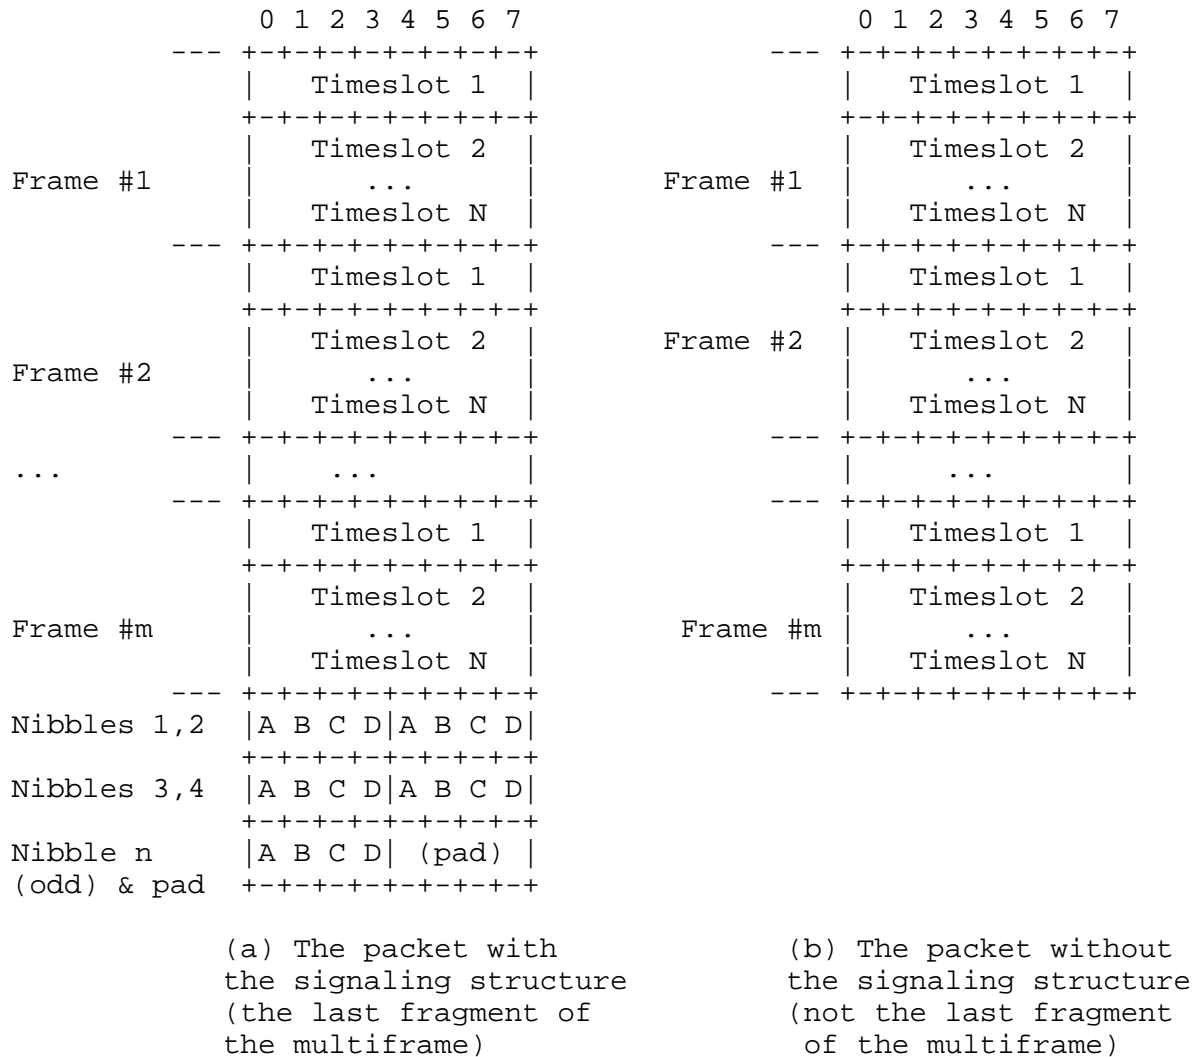 0 1 2 3 4 5 6 7                   0 1 2 3 4 5 6 7
           --- +-+-+-+-+-+-+-+-+             --- +-+-+-+-+-+-+-+-+
               |   Timeslot 1  |                 |   Timeslot 1  |
               +-+-+-+-+-+-+-+-+                 +-+-+-+-+-+-+-+-+
               |   Timeslot 2  |                 |   Timeslot 2  |
Frame #1       |      ...      |       Frame #1  |      ...      |
               |   Timeslot N  |                 |   Timeslot N  |
           --- +-+-+-+-+-+-+-+-+             --- +-+-+-+-+-+-+-+-+
               |   Timeslot 1  |                 |   Timeslot 1  |
               +-+-+-+-+-+-+-+-+                 +-+-+-+-+-+-+-+-+
               |   Timeslot 2  |       Frame #2  |   Timeslot 2  |
Frame #2       |      ...      |                 |      ...      |
               |   Timeslot N  |                 |   Timeslot N  |
           --- +-+-+-+-+-+-+-+-+             --- +-+-+-+-+-+-+-+-+
...            |    ...        |                 |     ...       |
           --- +-+-+-+-+-+-+-+-+             --- +-+-+-+-+-+-+-+-+
               |   Timeslot 1  |                 |   Timeslot 1  |
               +-+-+-+-+-+-+-+-+                 +-+-+-+-+-+-+-+-+
               |   Timeslot 2  |                 |   Timeslot 2  |
Frame #m       |      ...      |        Frame #m |      ...      |
               |   Timeslot N  |                 |   Timeslot N  |
           --- +-+-+-+-+-+-+-+-+             --- +-+-+-+-+-+-+-+-+
Nibbles 1,2    |A B C D|A B C D|
               +-+-+-+-+-+-+-+-+
Nibbles 3,4    |A B C D|A B C D|
               +-+-+-+-+-+-+-+-+
Nibble n       |A B C D| (pad) |
(odd) & pad    +-+-+-+-+-+-+-+-+
(a) The packet with              (b) The packet without
the signaling structure          the signaling structure
(the last fragment of            (not the last fragment
the multiframe)                   of the multiframe)